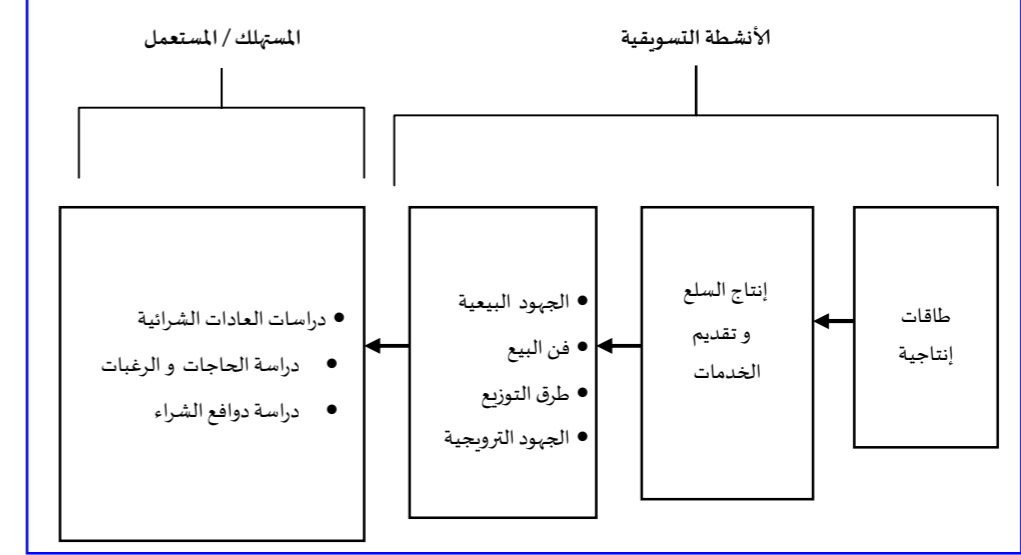 الأنشطة التسويقية
المستهلك / المستعمل
طاقات
إنتاجية
إنتاج السلع
و تقديم
الخدمات
● الجهود البيعية
● فن البيع
● طرق التوزيع
● الجهود الترويجية
● دراسات العادات الشرائية
● دراسة الحاجات و الرغبات
● دراسة دوافع الشراء